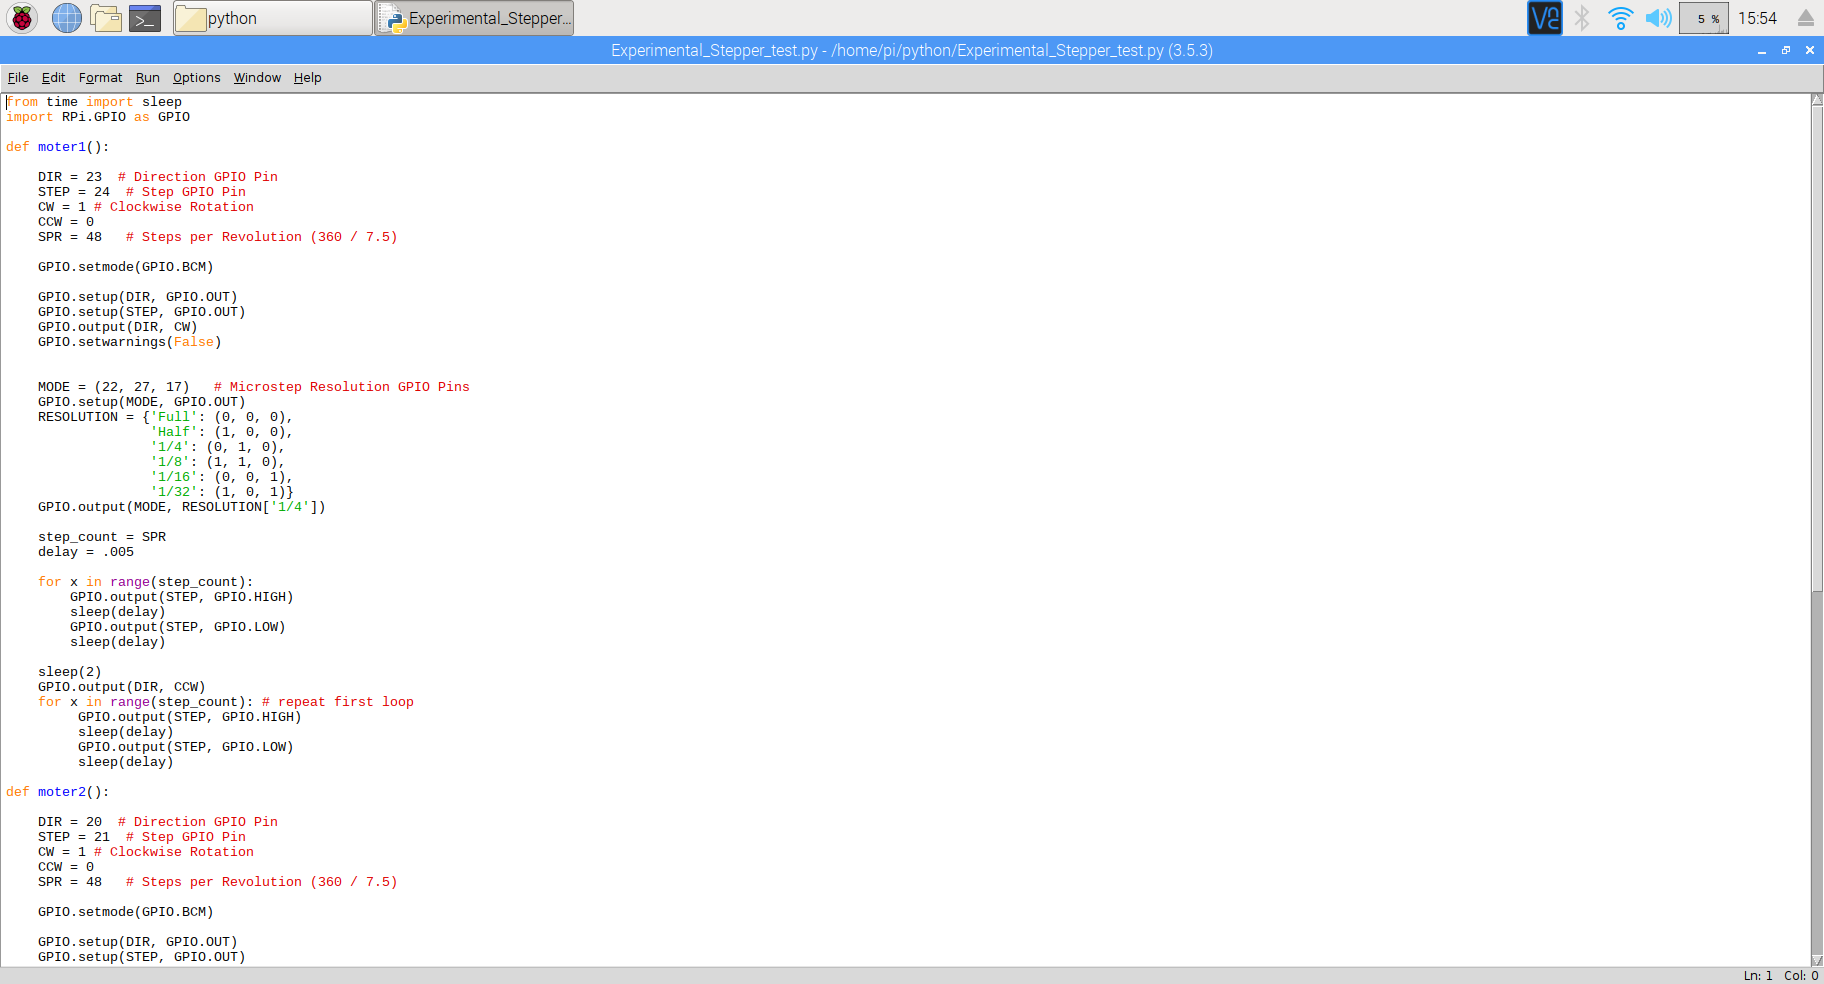 python
Experimental_Stepper...
5 %
15:54
Experimental_Stepper_test.py - /home/pi/python/Experimental_Stepper_test.py (3.5.3)
File Edit Format Run Options Window Help
from time import sleep
import RPi.GPIO as GPIO

def moter1():

    DIR = 23  # Direction GPIO Pin
    STEP = 24  # Step GPIO Pin
    CW = 1 # Clockwise Rotation
    CCW = 0
    SPR = 48   # Steps per Revolution (360 / 7.5)

    GPIO.setmode(GPIO.BCM)

    GPIO.setup(DIR, GPIO.OUT)
    GPIO.setup(STEP, GPIO.OUT)
    GPIO.output(DIR, CW)
    GPIO.setwarnings(False)


    MODE = (22, 27, 17)   # Microstep Resolution GPIO Pins
    GPIO.setup(MODE, GPIO.OUT)
    RESOLUTION = {'Full': (0, 0, 0),
                  'Half': (1, 0, 0),
                  '1/4': (0, 1, 0),
                  '1/8': (1, 1, 0),
                  '1/16': (0, 0, 1),
                  '1/32': (1, 0, 1)}
    GPIO.output(MODE, RESOLUTION['1/4'])

    step_count = SPR
    delay = .005

    for x in range(step_count):
        GPIO.output(STEP, GPIO.HIGH)
        sleep(delay)
        GPIO.output(STEP, GPIO.LOW)
        sleep(delay)

    sleep(2)
    GPIO.output(DIR, CCW)
    for x in range(step_count): # repeat first loop
         GPIO.output(STEP, GPIO.HIGH)
         sleep(delay)
         GPIO.output(STEP, GPIO.LOW)
         sleep(delay)

def moter2():

    DIR = 20  # Direction GPIO Pin
    STEP = 21  # Step GPIO Pin
    CW = 1 # Clockwise Rotation
    CCW = 0
    SPR = 48   # Steps per Revolution (360 / 7.5)

    GPIO.setmode(GPIO.BCM)

    GPIO.setup(DIR, GPIO.OUT)
    GPIO.setup(STEP, GPIO.OUT)
Ln: 1 Col: 0